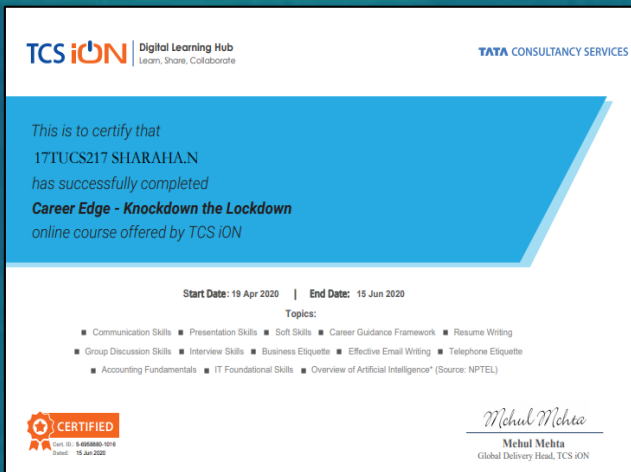 TCS iON | Digital Learning Hub
Learn, Share, Collaborate
TATA CONSULTANCY SERVICES
This is to certify that
17TUCS217 SHARAHA.N
has successfully completed
Career Edge - Knockdown the Lockdown
online course offered by TCS iON
Start Date: 19 Apr 2020 | End Date: 15 Jun 2020
Topics:
■ Communication Skills ■ Presentation Skills ■ Soft Skills ■ Career Guidance Framework ■ Resume Writing
■ Group Discussion Skills ■ Interview Skills ■ Business Etiquette ■ Effective Email Writing ■ Telephone Etiquette
■ Accounting Fundamentals ■ IT Foundational Skills ■ Overview of Artificial Intelligence* (Source: NPTEL)
CERTIFIED
Cert. ID.: 5-6958880-1016
Dated: 15 Jun 2020
Mehul Mehta
Mehul Mehta
Global Delivery Head, TCS iON